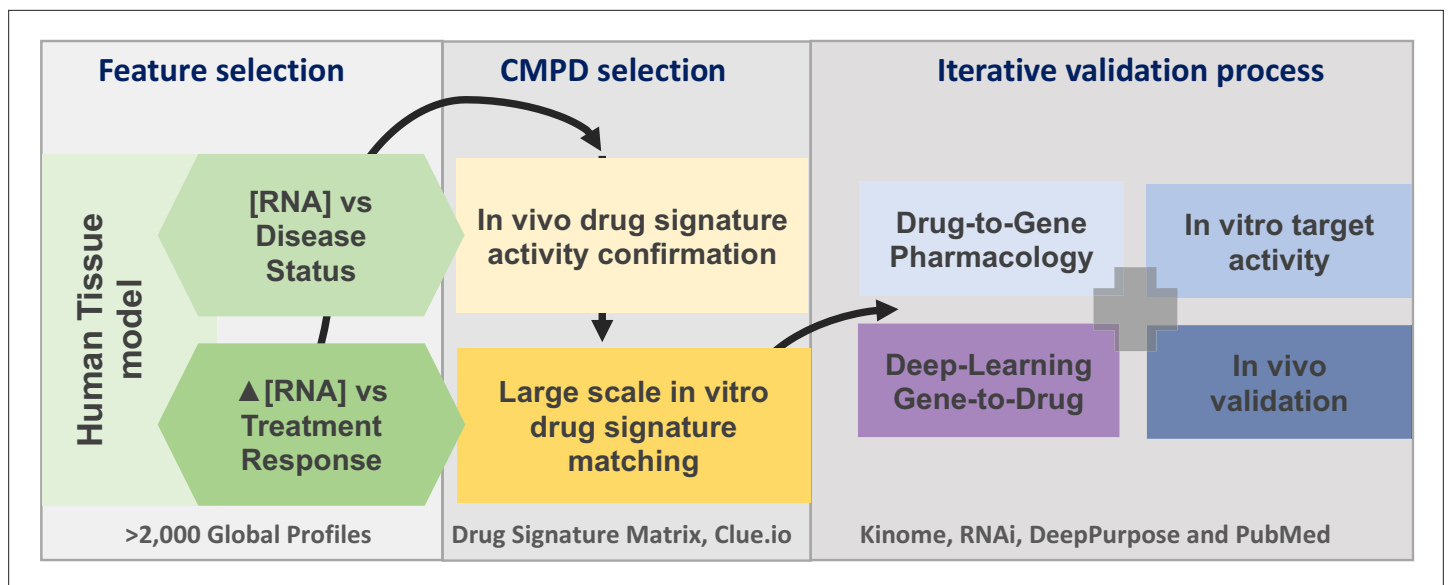 Feature selection
CMPD selection
Iterative validation process
Human Tissue
model
[RNA] vs
Disease
Status
▲[RNA] vs
Treatment
Response
In vivo drug signature
activity confirmation
Large scale in vitro
drug signature
matching
Drug-to-Gene
Pharmacology
In vitro target
activity
Deep-Learning
Gene-to-Drug
In vivo
validation
>2,000 Global Profiles
Drug Signature Matrix, Clue.io
Kinome, RNAi, DeepPurpose and PubMed